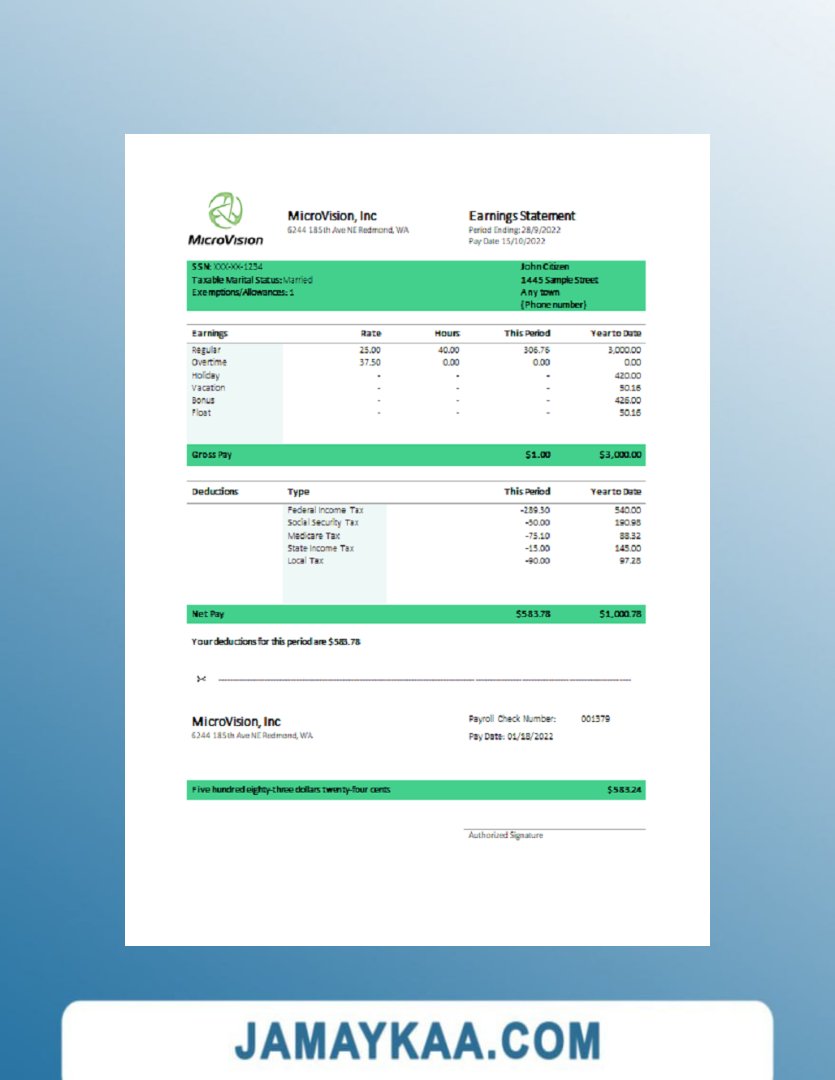 MicroVision
MicroVision, Inc
6244 185th Ave NE Redmond, WA
Earnings Statement
Period Ending: 28/9/2022
Pay Date 15/10/2022
SSN: XXX-XX-1234
Taxable Marital Status: Married
Exemptions/Allowances: 1
John Citizen
1445 Sample Street
Any town
{Phone number}
Earnings Rate Hours This Period Year to Date
Regular 25.00 40.00 306.76 3,000.00
Overtime 37.50 0.00 0.00 0.00
Holiday - - - 420.00
Vacation - - - 50.16
Bonus - - - 426.00
Float - - - 50.16
Gross Pay $1.00 $3,000.00
Deductions Type This Period Year to Date
Federal Income Tax -289.30 540.00
Social Security Tax -50.00 190.98
Medicare Tax -75.10 88.32
State Income Tax -15.00 145.00
Local Tax -90.00 97.28
Net Pay $583.78 $1,000.78
Your deductions for this period are $583.78
MicroVision, Inc
6244 185th Ave NE Redmond, WA
Payroll Check Number: 001379
Pay Date: 01/18/2022
Five hundred eighty-three dollars twenty-four cents $583.24
Authorized Signature
JAMAYKAA.COM